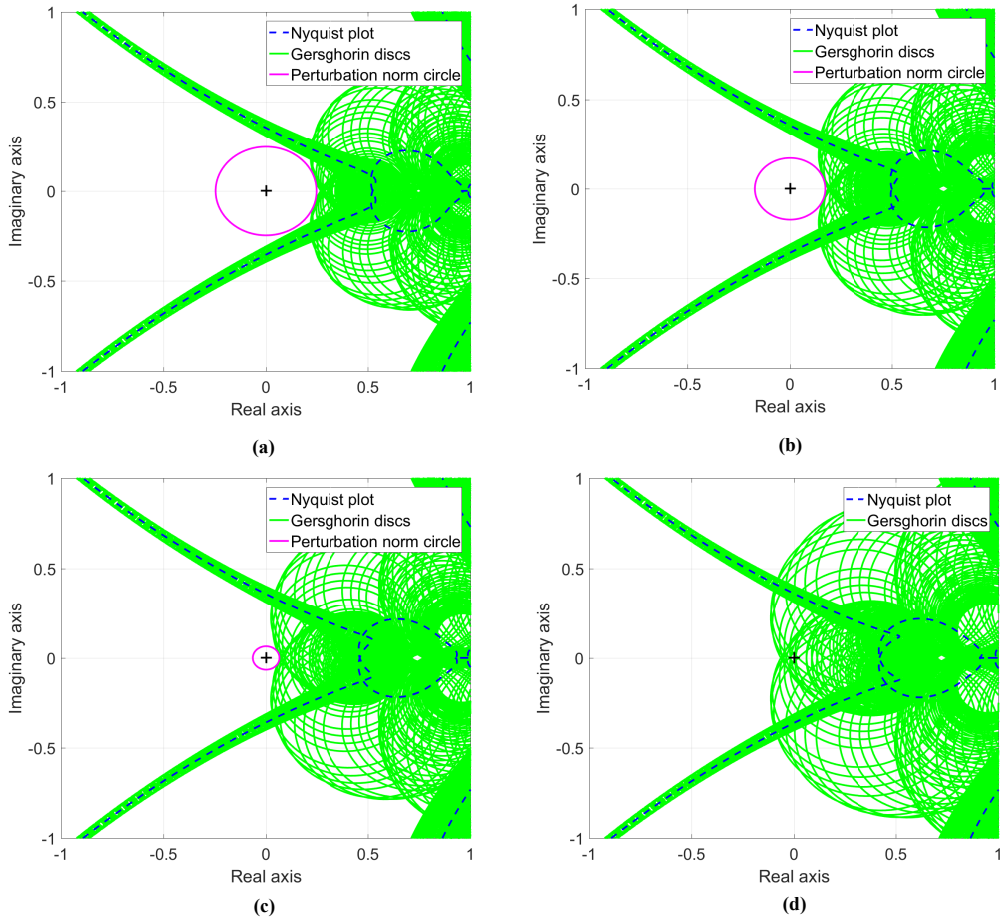 1
0.5
0
-0.5
-1
-1
-0.5
0
0.5
1
Imaginary axis
Real axis
Nyquist plot
Gersghorin discs
Perturbation norm circle
(a)
1
0.5
0
-0.5
-1
-1
-0.5
0
0.5
1
Imaginary axis
Real axis
Nyquist plot
Gersghorin discs
Perturbation norm circle
(b)
1
0.5
0
-0.5
-1
-1
-0.5
0
0.5
1
Imaginary axis
Real axis
Nyquist plot
Gersghorin discs
Perturbation norm circle
(c)
1
0.5
0
-0.5
-1
-1
-0.5
0
0.5
1
Imaginary axis
Real axis
Nyquist plot
Gersghorin discs
(d)